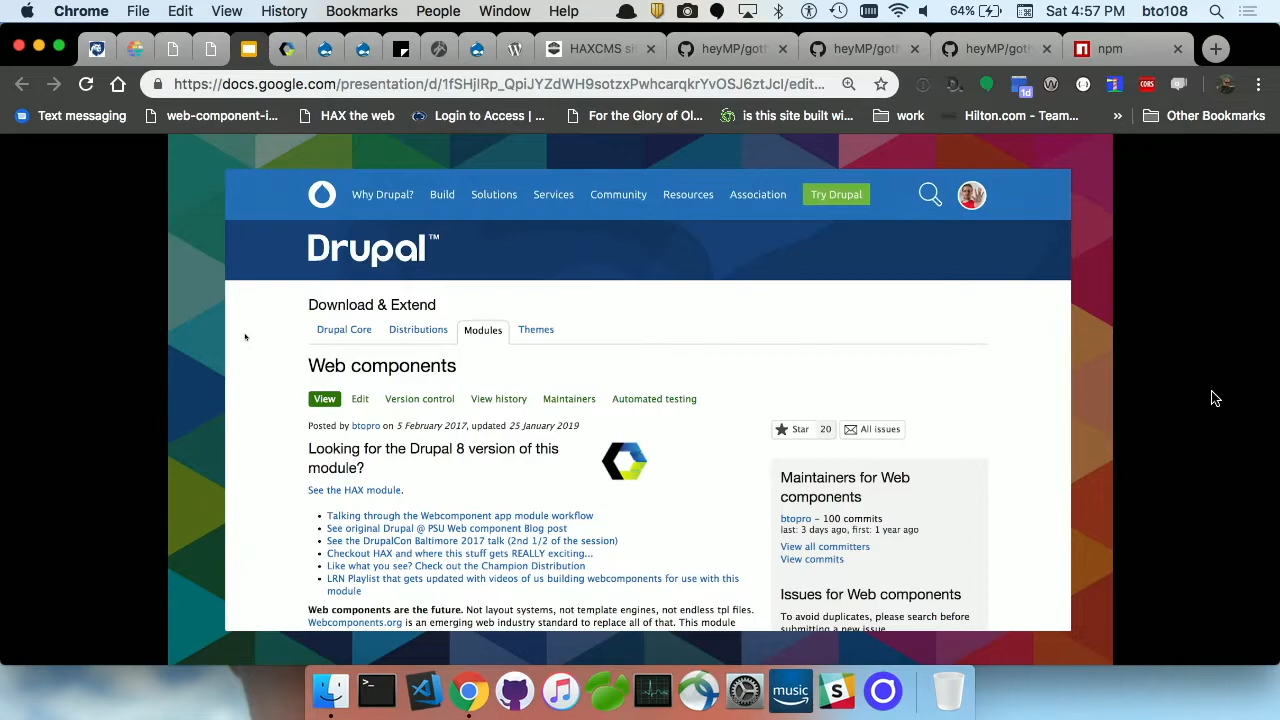 Chrome File Edit View History Bookmarks People Window Help 64% Sat 4:57 PM bto108
HAXCMS si heyMP/goth heyMP/gotl heyMP/gotl npm
https://docs.google.com/presentation/d/1fSHjlRp_QpiJYZdWH9sotzxPwhcarqkrYvOSJ6ztJcI/edit...
1d CORS
Text messaging web-component-i... HAX the web Login to Access | ... For the Glory of Ol... is this site built wi... work Hilton.com - Team... » Other Bookmarks
Why Drupal? Build Solutions Services Community Resources Association Try Drupal
Drupal™
Download & Extend
Drupal Core Distributions Modules Themes
Web components
View Edit Version control View history Maintainers Automated testing
Posted by btopro on 5 February 2017, updated 25 January 2019
Star 20 All issues
Looking for the Drupal 8 version of this
module?
See the HAX module.
• Talking through the Webcomponent app module workflow
• See original Drupal @ PSU Web component Blog post
• See the DrupalCon Baltimore 2017 talk (2nd 1/2 of the session)
• Checkout HAX and where this stuff gets REALLY exciting...
• Like what you see? Check out the Champion Distribution
• LRN Playlist that gets updated with videos of us building webcomponents for use with this
module
Web components are the future. Not layout systems, not template engines, not endless tpl files.
Webcomponents.org is an emerging web industry standard to replace all of that. This module
Maintainers for Web
components
btopro – 100 commits
last: 3 days ago, first: 1 year ago
View all committers
View commits
Issues for Web components
To avoid duplicates, please search before
submitting a new issue.
music